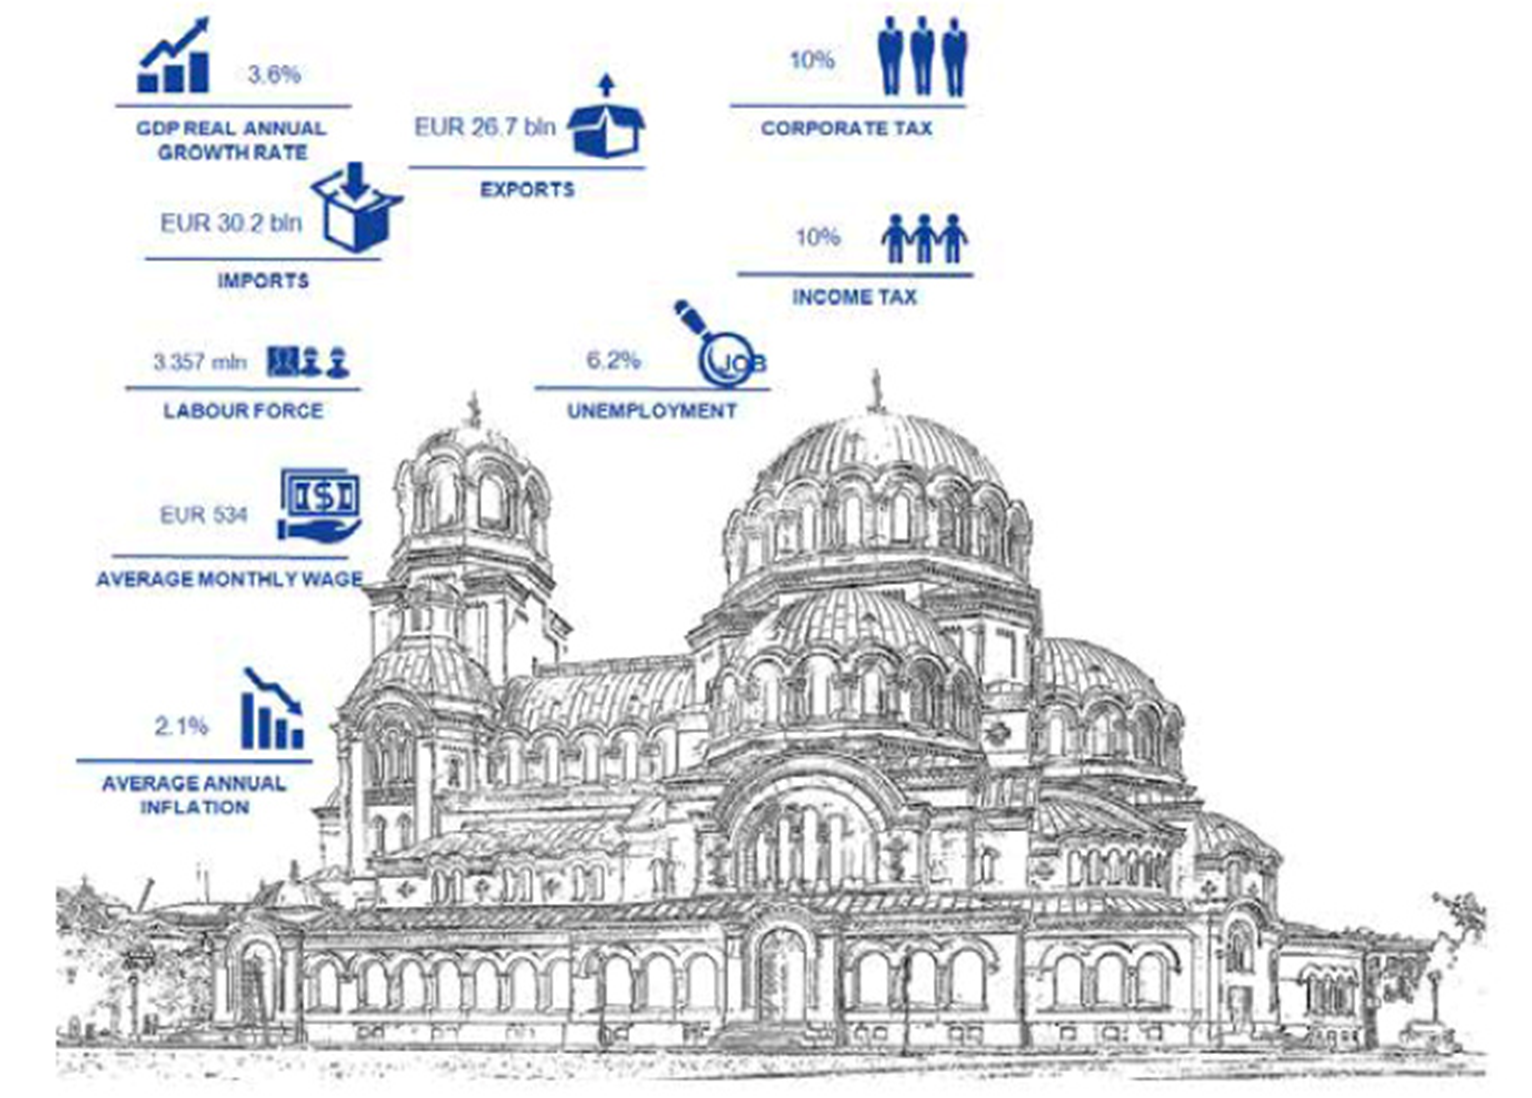 3.6%
GDP REAL ANNUAL
GROWTH RATE
EUR 26.7 bln
EXPORTS
10%
CORPORATE TAX
EUR 30.2 bln
IMPORTS
10%
INCOME TAX
3.357 mln
LABOUR FORCE
6.2%
JOB
UNEMPLOYMENT
EUR 534
$
AVERAGE MONTHLY WAGE
2.1%
AVERAGE ANNUAL
INFLATION